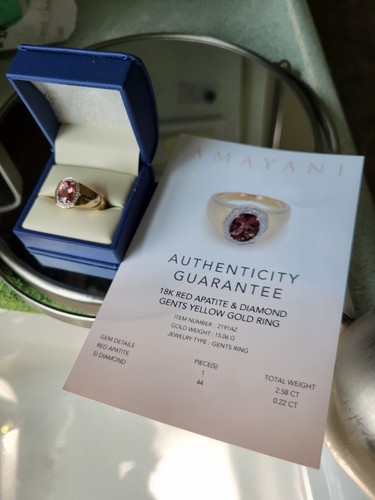 AMAYANI
AUTHENTICITY
GUARANTEE
18K RED APATITE & DIAMOND
GENTS YELLOW GOLD RING
ITEM NUMBER : 2191AZ
GOLD WEIGHT : 15.06 G
JEWELRY TYPE : GENTS RING
GEM DETAILS PIECE(S) TOTAL WEIGHT
RED APATITE 1 2.58 CT
SI DIAMOND 44 0.22 CT